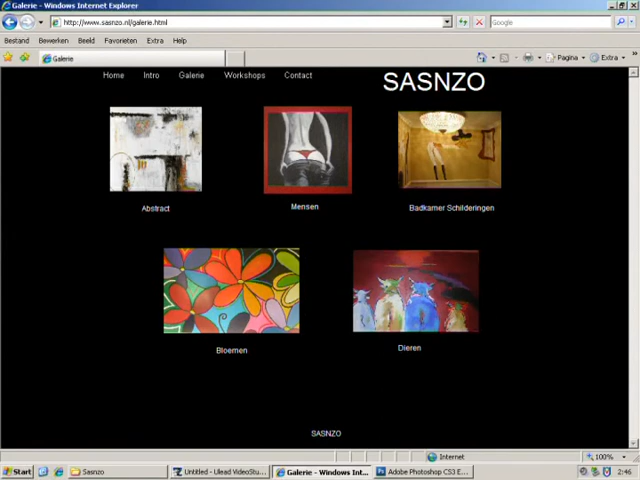 Galerie - Windows Internet Explorer
http://www.sasnzo.nl/galerie.html
Google
Bestand Bewerken Beeld Favorieten Extra Help
Galerie
Pagina Extra
Home Intro Galerie Workshops Contact
SASNZO
Abstract
Mensen
Badkamer Schilderingen
Bloemen
Dieren
SASNZO
Internet
100%
Start
Sasnzo
Untitled - Ulead VideoStu...
Galerie - Windows Int...
Adobe Photoshop CS3 E...
2:46